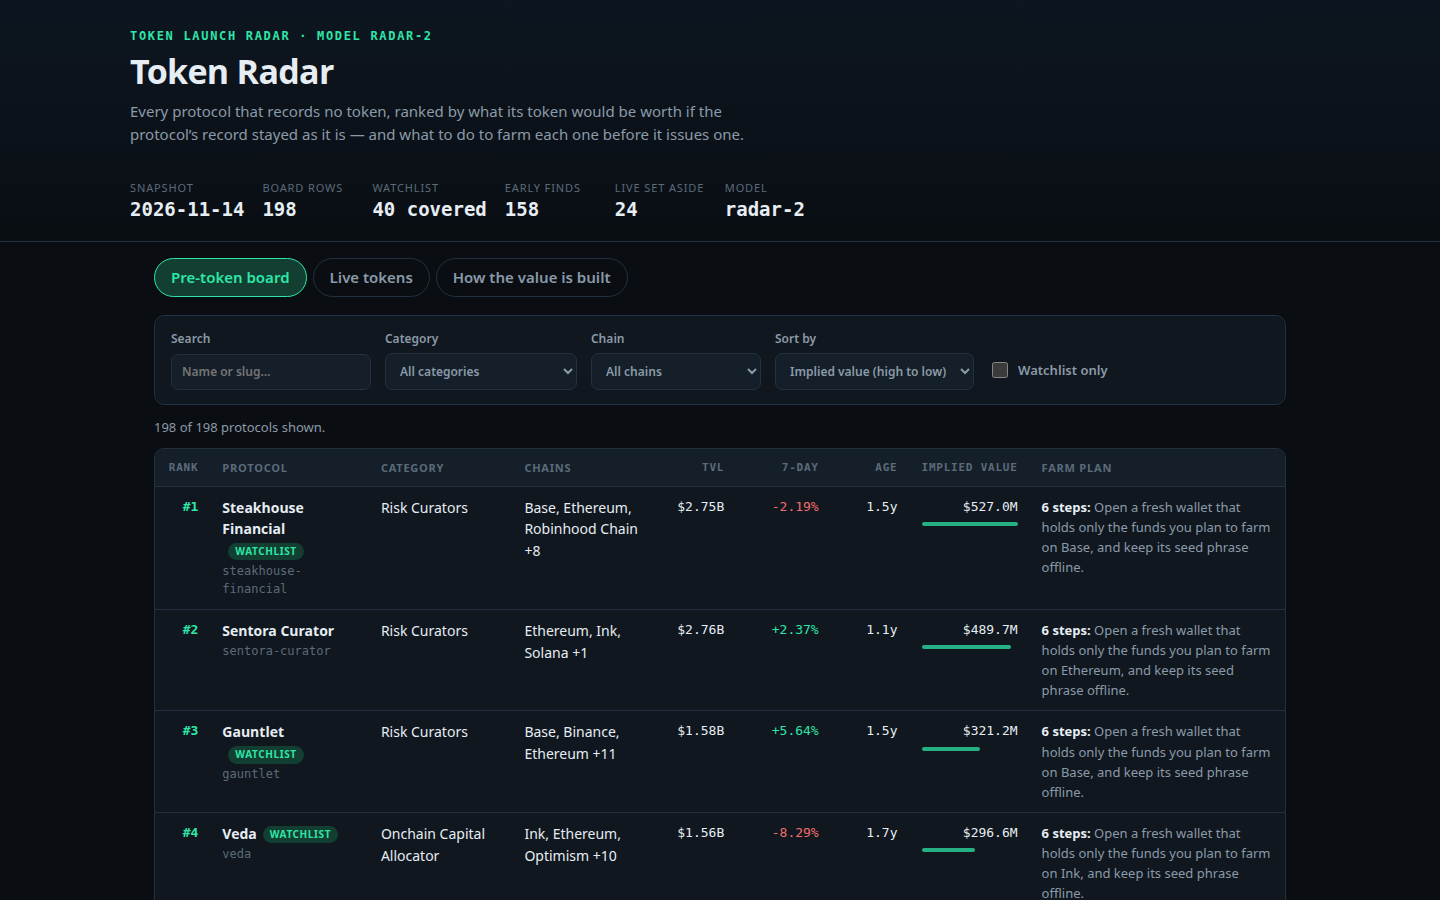 TOKEN LAUNCH RADAR · MODEL RADAR-2
Token Radar
Every protocol that records no token, ranked by what its token would be worth if the
protocol's record stayed as it is — and what to do to farm each one before it issues one.
SNAPSHOT BOARD ROWS WATCHLIST EARLY FINDS LIVE SET ASIDE MODEL
2026-11-14 198 40 covered 158 24 radar-2
Pre-token board Live tokens How the value is built
Search Category Chain Sort by
Name or slug... All categories All chains Implied value (high to low) Watchlist only
198 of 198 protocols shown.
RANK PROTOCOL CATEGORY CHAINS TVL 7-DAY AGE IMPLIED VALUE FARM PLAN
#1 Steakhouse Risk Curators Base, Ethereum, $2.75B -2.19% 1.5y $527.0M 6 steps: Open a fresh wallet that
Financial Robinhood Chain holds only the funds you plan to farm
WATCHLIST +8 on Base, and keep its seed phrase
steakhouse- offline.
financial
#2 Sentora Curator Risk Curators Ethereum, Ink, $2.76B +2.37% 1.1y $489.7M 6 steps: Open a fresh wallet that
sentora-curator Solana +1 holds only the funds you plan to farm
on Ethereum, and keep its seed
phrase offline.
#3 Gauntlet Risk Curators Base, Binance, $1.58B +5.64% 1.5y $321.2M 6 steps: Open a fresh wallet that
WATCHLIST Ethereum +11 holds only the funds you plan to farm
gauntlet on Base, and keep its seed phrase
offline.
#4 Veda WATCHLIST Onchain Capital Ink, Ethereum, $1.56B -8.29% 1.7y $296.6M 6 steps: Open a fresh wallet that
veda Allocator Optimism +10 holds only the funds you plan to farm
on Ink, and keep its seed phrase
offline.